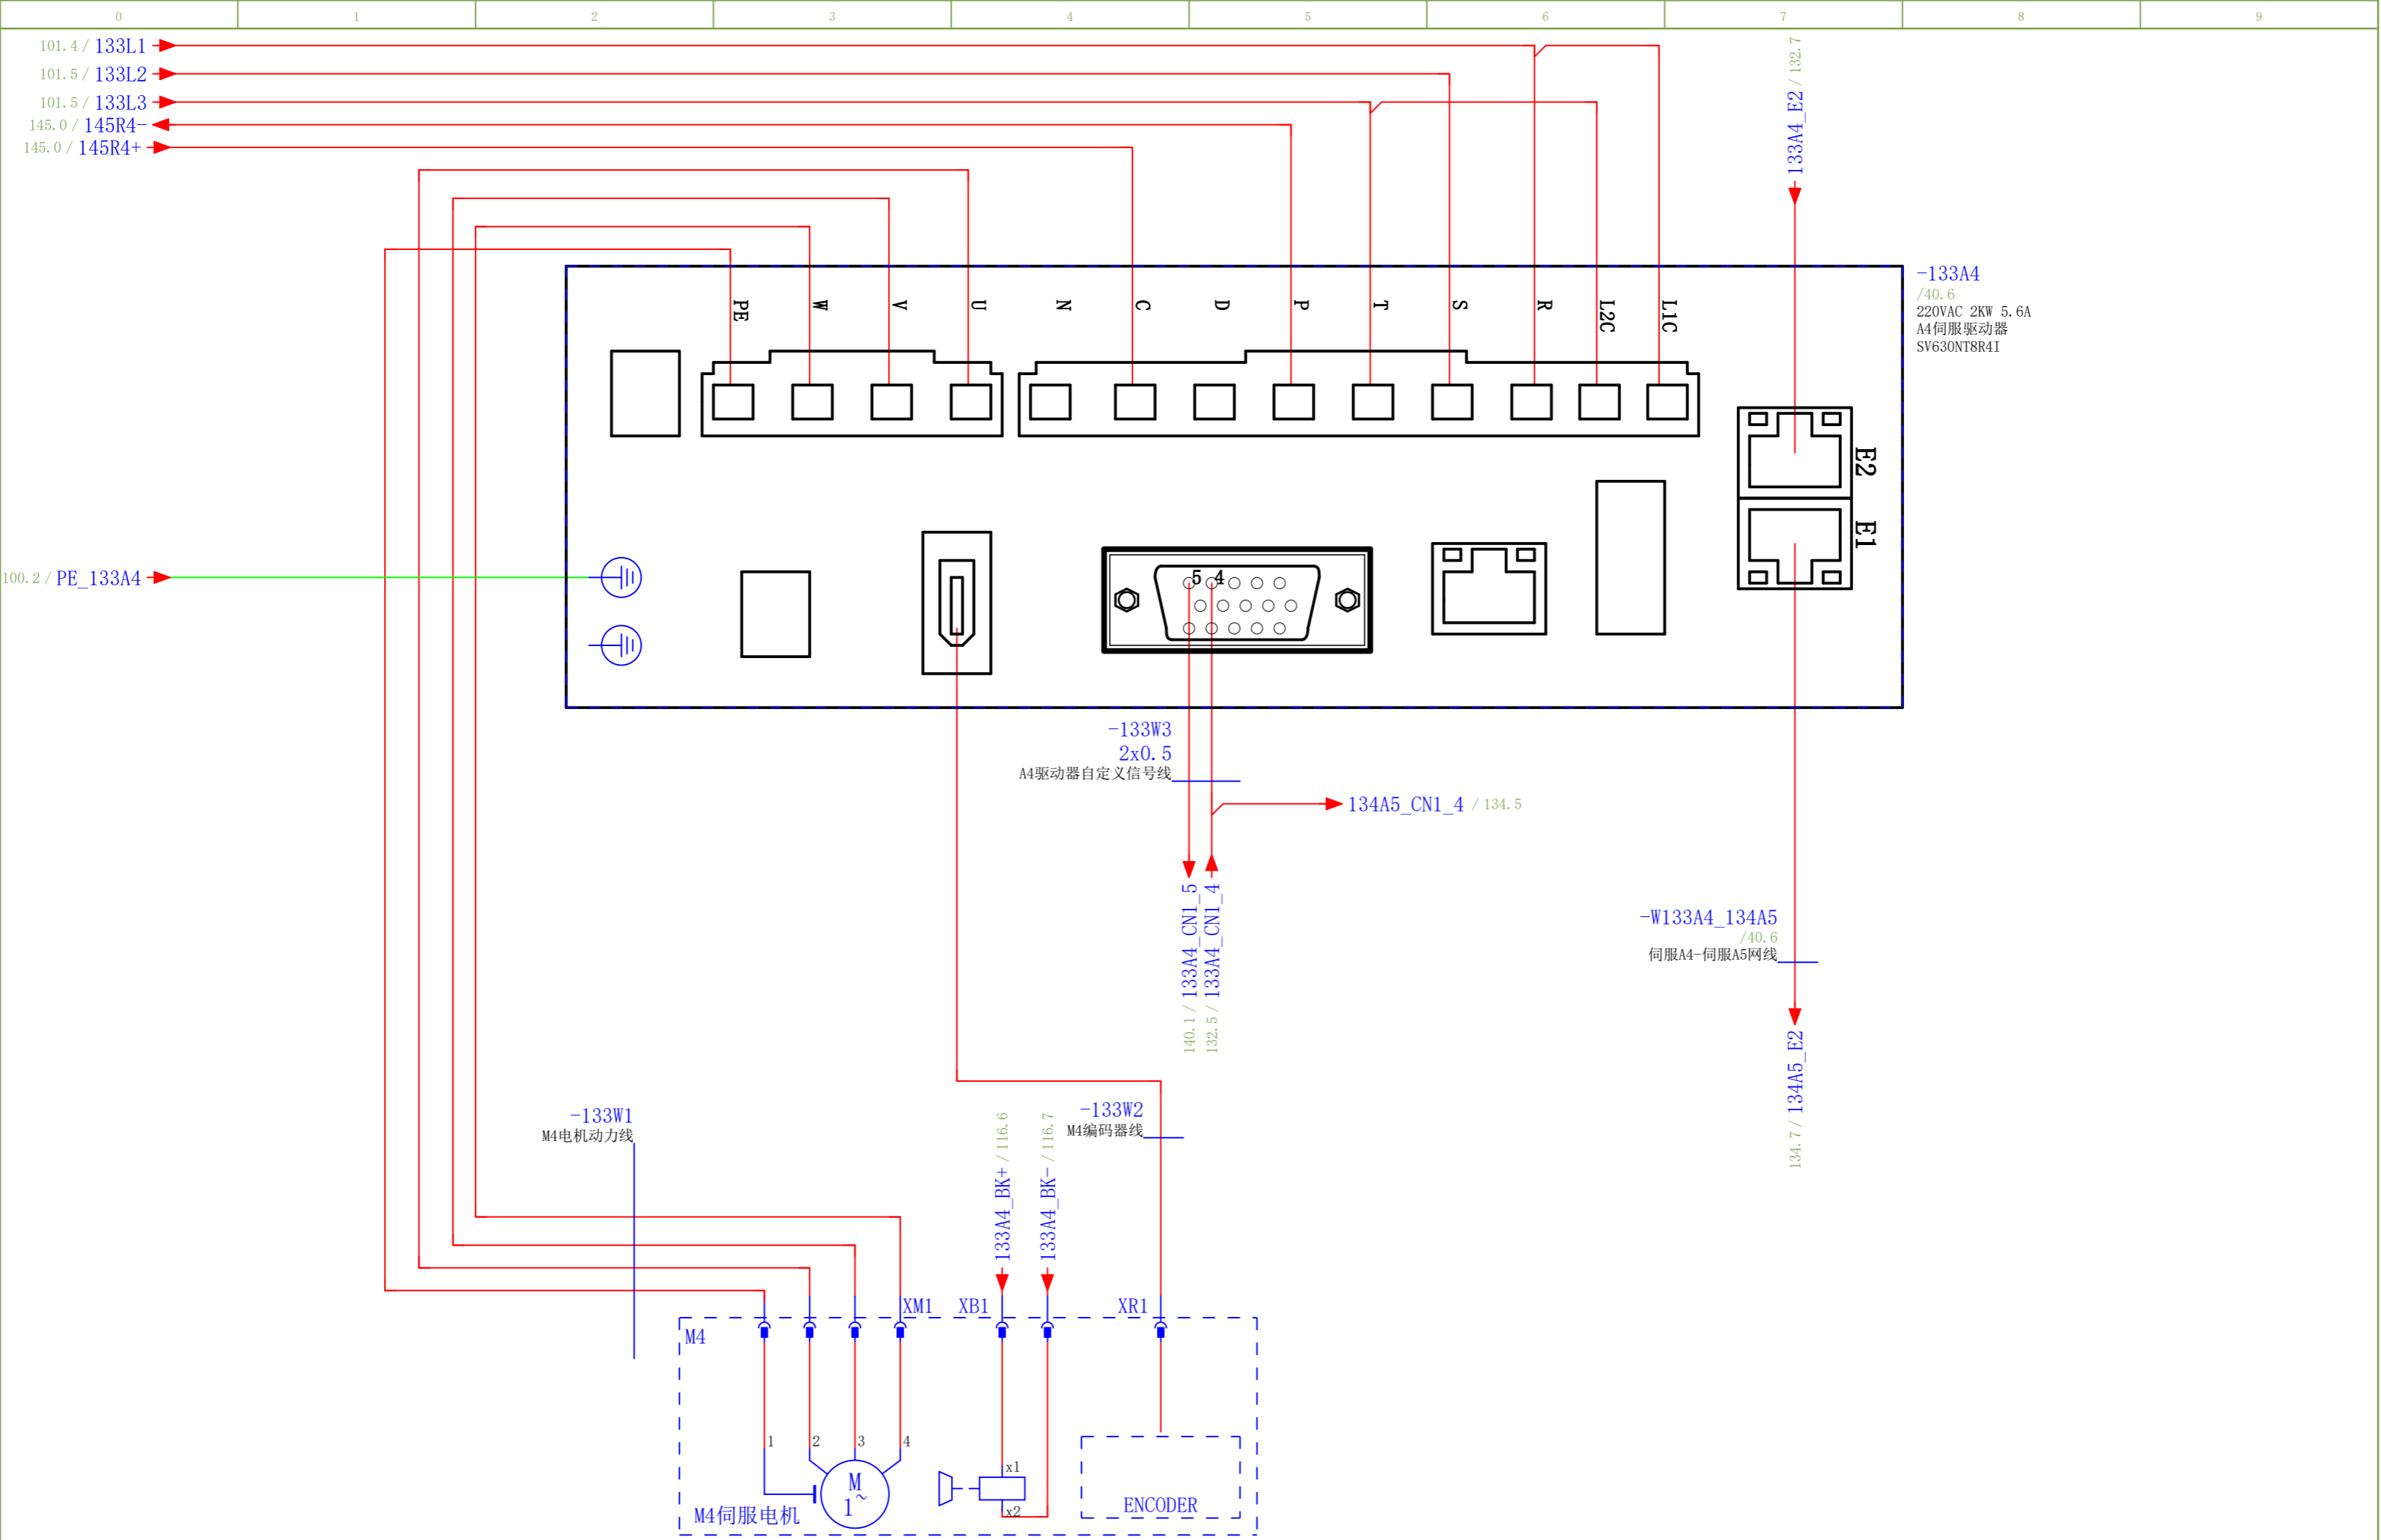 0 1 2 3 4 5 6 7 8 9
101.4 / 133L1
101.5 / 133L2
101.5 / 133L3
145.0 / 145R4-
145.0 / 145R4+
133A4_E2 / 132.7
-133A4
/40.6
220VAC 2KW 5.6A
A4伺服驱动器
SV630NT8R4I
PE W V U N C D P T S R L2C L1C
E2
E1
100.2 / PE_133A4
5 4
-133W3
2x0.5
A4驱动器自定义信号线
134A5_CN1_4 / 134.5
140.1 / 133A4_CN1_5
132.5 / 133A4_CN1_4
-W133A4_134A5
/40.6
伺服A4-伺服A5网线
134.7 / 134A5_E2
-133W1
M4电机动力线
133A4_BK+ / 116.6
133A4_BK- / 116.7
-133W2
M4编码器线
XM1 XB1 XR1
M4
1 2 3 4
x1
x2
M
1~
M4伺服电机
ENCODER